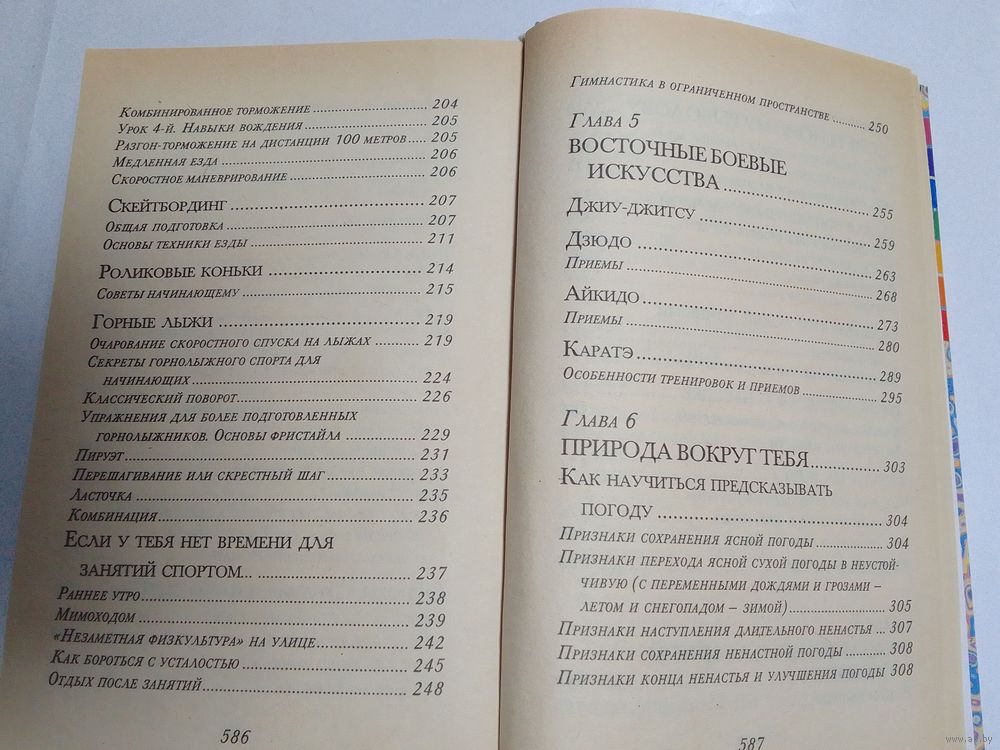 Комбинированное торможение ... 204
Урок 4-й. Навыки вождения ... 205
Разгон-торможение на дистанции 100 метров ... 205
Медленная езда ... 206
Скоростное маневрирование ... 206
Скейтбординг ... 207
Общая подготовка ... 207
Основы техники езды ... 211
Роликовые коньки ... 214
Советы начинающему ... 215
Горные лыжи ... 219
Очарование скоростного спуска на лыжах ... 219
Секреты горнолыжного спорта для
начинающих ... 224
Классический поворот ... 226
Упражнения для более подготовленных
горнолыжников. Основы фристайла ... 229
Пируэт ... 231
Перешагивание или скрестный шаг ... 233
Ласточка ... 235
Комбинация ... 236
Если у тебя нет времени для
занятий спортом... ... 237
Раннее утро ... 238
Мимоходом ... 239
«Незаметная физкультура» на улице ... 242
Как бороться с усталостью ... 245
Отдых после занятий ... 248
586
Гимнастика в ограниченном пространстве ... 250
Глава 5
ВОСТОЧНЫЕ БОЕВЫЕ
ИСКУССТВА ... 255
Джиу-джитсу ... 259
Дзюдо ... 263
Приемы ... 268
Айкидо ... 273
Приемы ... 280
Каратэ ... 289
Особенности тренировок и приемов ... 295
Глава 6
ПРИРОДА ВОКРУГ ТЕБЯ ... 303
Как научиться предсказывать
погоду ... 304
Признаки сохранения ясной погоды ... 304
Признаки перехода ясной сухой погоды в неустой-
чивую (с переменными дождями и грозами –
летом и снегопадом – зимой) ... 305
Признаки наступления длительного ненастья ... 307
Признаки сохранения ненастной погоды ... 308
Признаки конца ненастья и улучшения погоды 308
587
www.ay.by